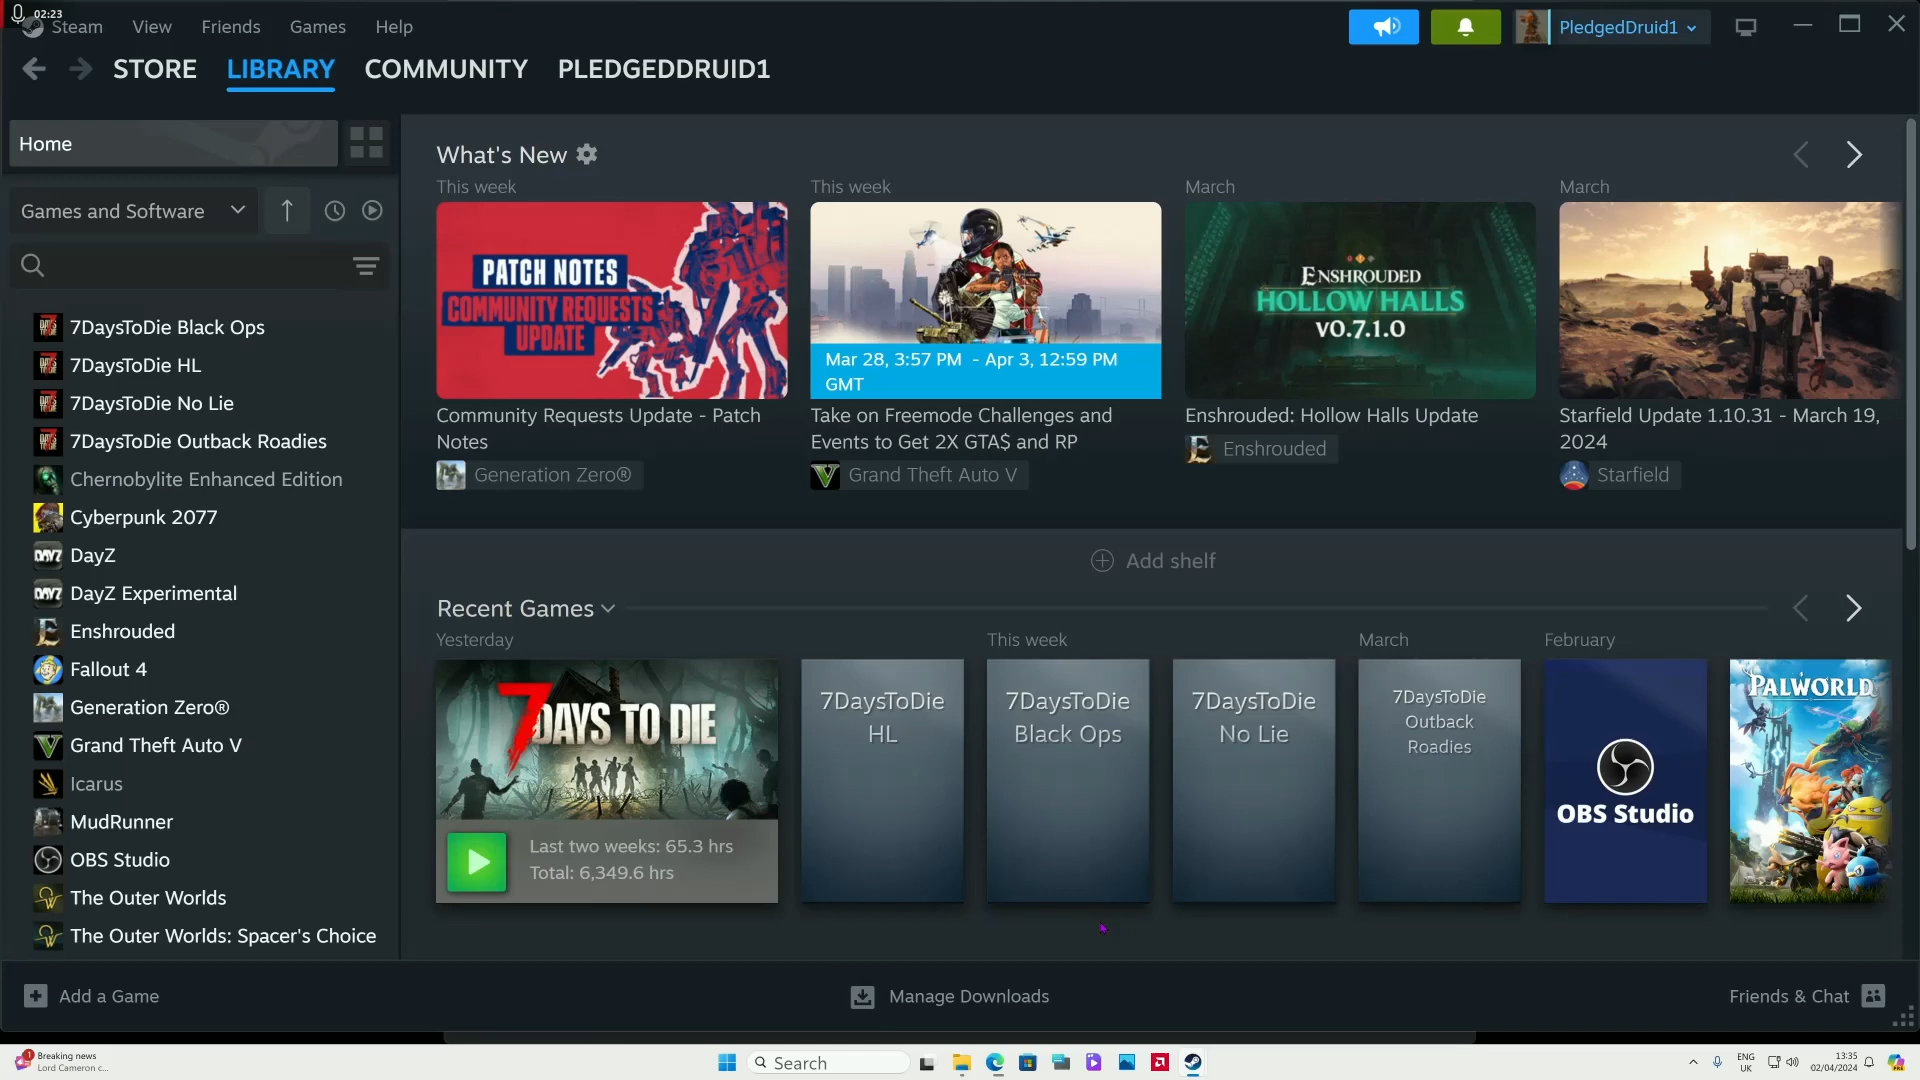 02:23
Steam View Friends Games Help
PledgedDruid1
STORE LIBRARY COMMUNITY PLEDGEDDRUID1
Home
Games and Software
7DaysToDie Black Ops
7DaysToDie HL
7DaysToDie No Lie
7DaysToDie Outback Roadies
Chernobylite Enhanced Edition
Cyberpunk 2077
DayZ
DayZ Experimental
Enshrouded
Fallout 4
Generation Zero®
Grand Theft Auto V
Icarus
MudRunner
OBS Studio
The Outer Worlds
The Outer Worlds: Spacer's Choice
What's New
This week
PATCH NOTES
COMMUNITY REQUESTS
UPDATE
Community Requests Update - Patch
Notes
Generation Zero®
This week
Mar 28, 3:57 PM - Apr 3, 12:59 PM
GMT
Take on Freemode Challenges and
Events to Get 2X GTA$ and RP
Grand Theft Auto V
March
ENSHROUDED
HOLLOW HALLS
V0.7.1.0
Enshrouded: Hollow Halls Update
Enshrouded
March
Starfield Update 1.10.31 - March 19,
2024
Starfield
Add shelf
Recent Games
Yesterday
7 DAYS TO DIE
Last two weeks: 65.3 hrs
Total: 6,349.6 hrs
7DaysToDie
HL
This week
7DaysToDie
Black Ops
7DaysToDie
No Lie
March
7DaysToDie
Outback
Roadies
February
OBS Studio
PALWORLD
Add a Game
Manage Downloads
Friends & Chat
1
Breaking news
Lord Cameron c...
Search
ENG
UK
13:35
02/04/2024